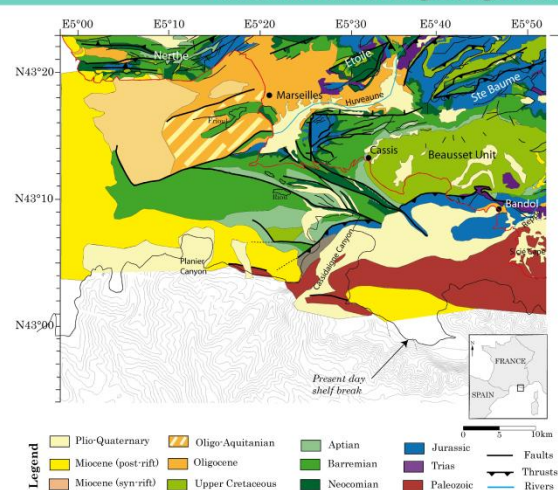 E5°00
E5°10
E5°20
E5°30
E5°40
E5°50
N43°20
N43°10
N43°00
Nerthe
Etoile
Ste Baume
Marseilles
Huveaune
Frioul
Cassis
Beausset Unit
Riou
Bandol
Planier
Canyon
Cassidaigne Canyon
Present day
shelf break
N
FRANCE
SPAIN
0 5 10km
Legend
Plio-Quaternary
Miocene (post-rift)
Miocene (syn-rift)
Oligo-Aquitanian
Oligocene
Upper Cretaceous
Aptian
Barremian
Neocomian
Jurassic
Trias
Paleozoic
Faults
Thrusts
Rivers